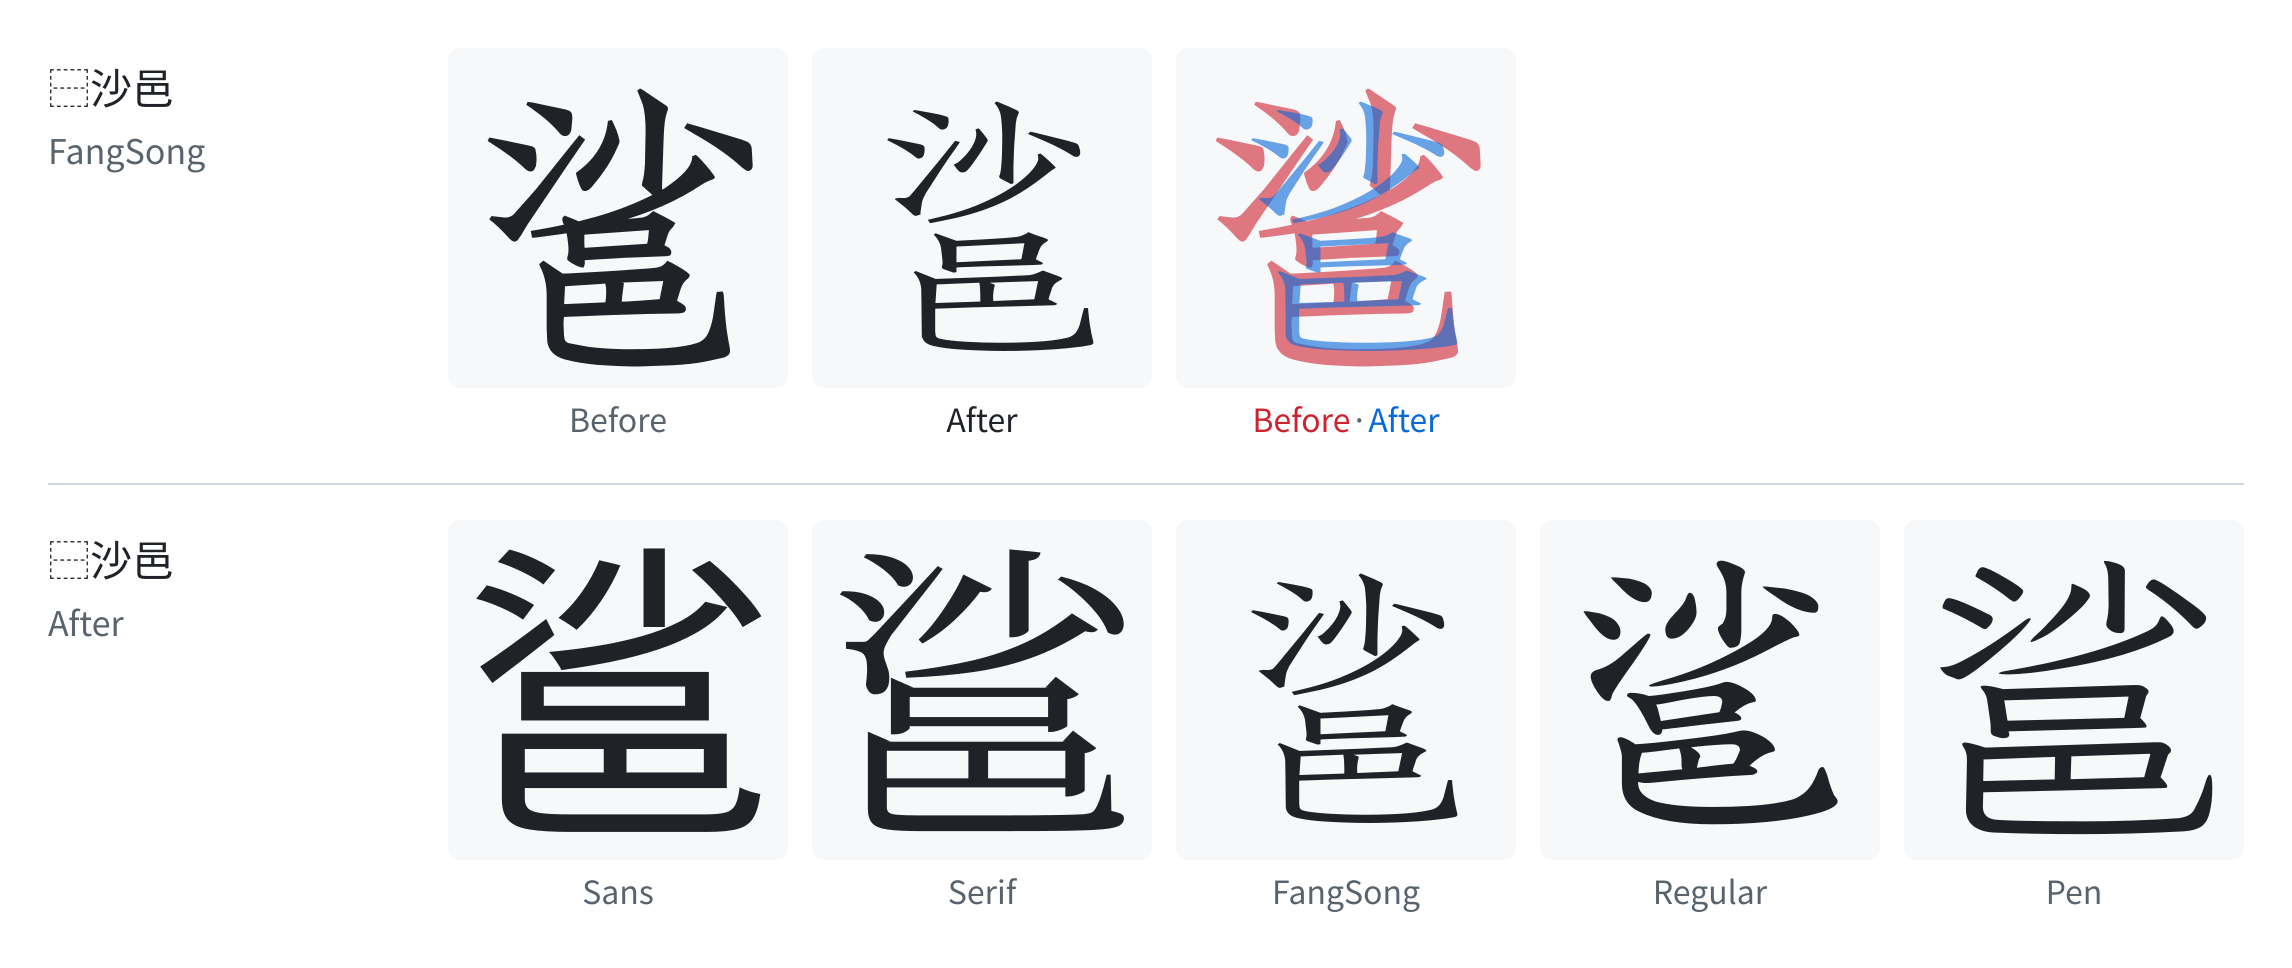 ⿱沙邑
FangSong
Before
After
Before · After
⿱沙邑
After
Sans
Serif
FangSong
Regular
Pen